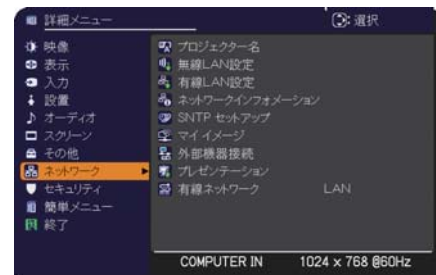 詳細メニュー
:選択
映像
表示
入力
設置
オーディオ
スクリーン
その他
ネットワーク
セキュリティ
簡単メニュー
終了
プロジェクター名
無線LAN設定
有線LAN設定
ネットワークインフォメーション
SNTP セットアップ
マイ イメージ
外部機器接続
プレゼンテーション
有線ネットワーク LAN
COMPUTER IN 1024 x 768 @60Hz